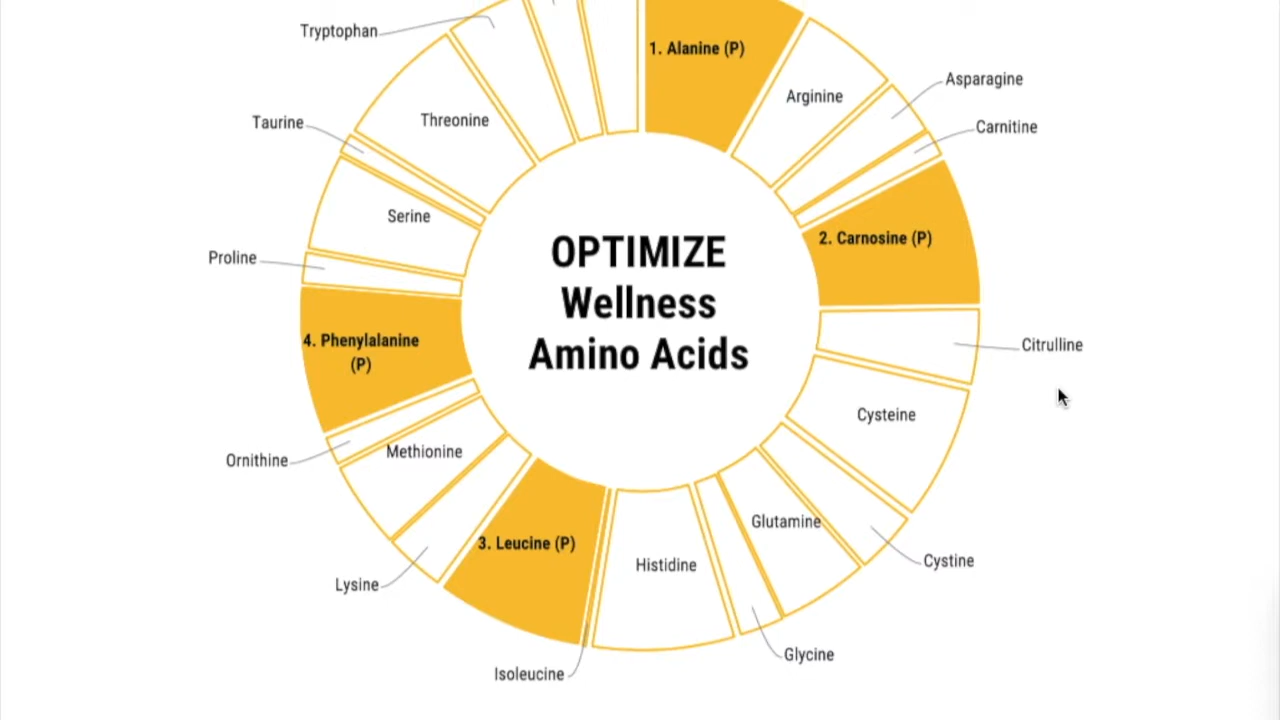 Tryptophan
1. Alanine (P)
Asparagine
Arginine
Threonine
Taurine
Carnitine
Serine
2. Carnosine (P)
Proline
OPTIMIZE
Wellness
Amino Acids
4. Phenylalanine
(P)
Citrulline
Cysteine
Methionine
Ornithine
Glutamine
3. Leucine (P)
Cystine
Histidine
Lysine
Glycine
Isoleucine